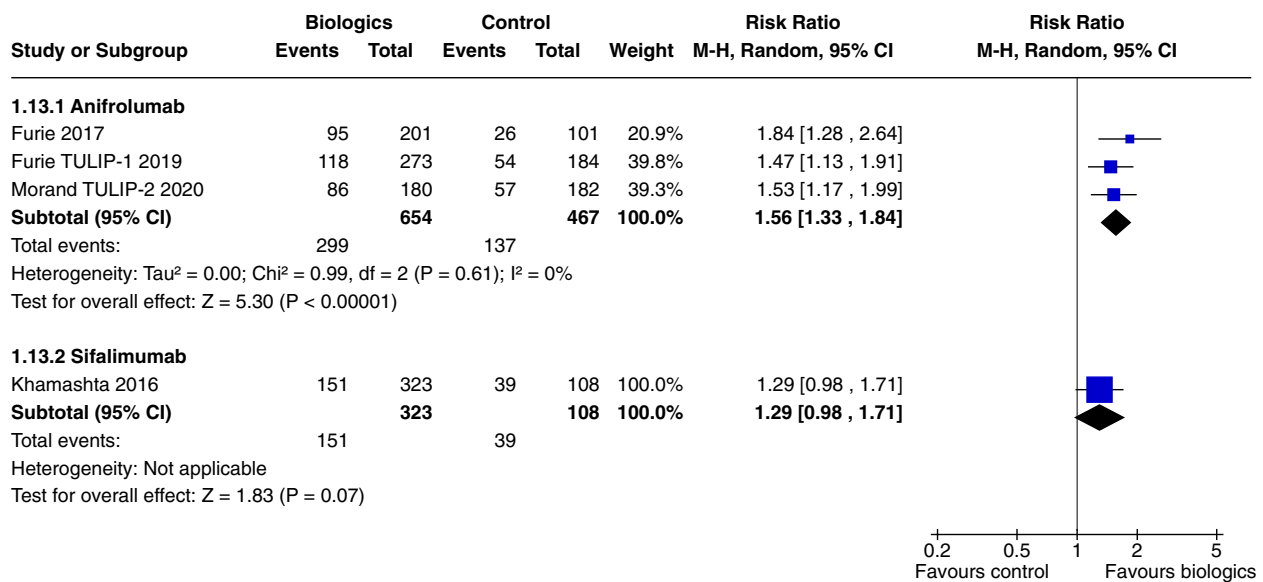 Biologics Control Risk Ratio Risk Ratio
Study or Subgroup Events Total Events Total Weight M-H, Random, 95% CI M-H, Random, 95% CI
1.13.1 Anifrolumab
Furie 2017 95 201 26 101 20.9% 1.84 [1.28 , 2.64]
Furie TULIP-1 2019 118 273 54 184 39.8% 1.47 [1.13 , 1.91]
Morand TULIP-2 2020 86 180 57 182 39.3% 1.53 [1.17 , 1.99]
Subtotal (95% CI) 654 467 100.0% 1.56 [1.33 , 1.84]
Total events: 299 137
Heterogeneity: Tau² = 0.00; Chi² = 0.99, df = 2 (P = 0.61); I² = 0%
Test for overall effect: Z = 5.30 (P < 0.00001)
1.13.2 Sifalimumab
Khamashta 2016 151 323 39 108 100.0% 1.29 [0.98 , 1.71]
Subtotal (95% CI) 323 108 100.0% 1.29 [0.98 , 1.71]
Total events: 151 39
Heterogeneity: Not applicable
Test for overall effect: Z = 1.83 (P = 0.07)
0.2 0.5 1 2 5
Favours control Favours biologics